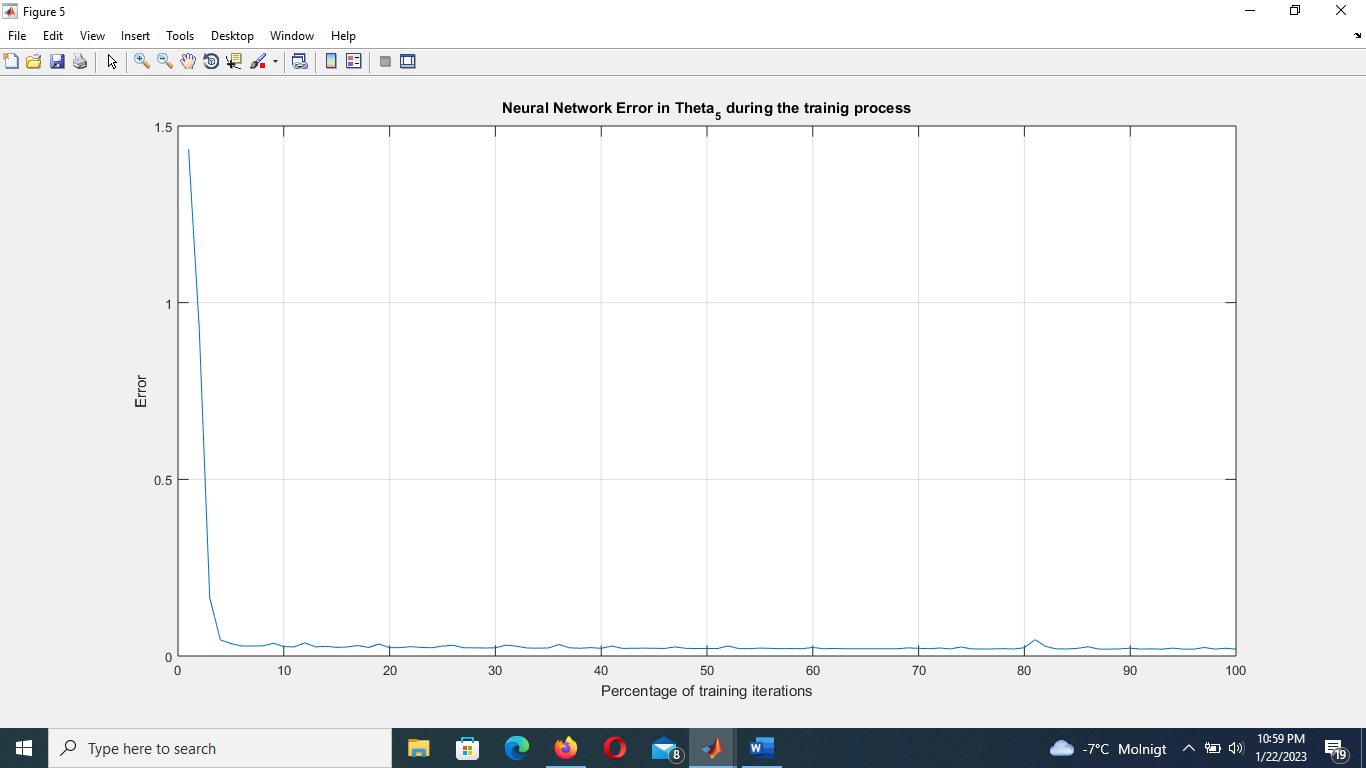 Figure 5
File Edit View Insert Tools Desktop Window Help
Neural Network Error in Theta5 during the trainig process
1.5
1
0.5
0
Error
0 10 20 30 40 50 60 70 80 90 100
Percentage of training iterations
Type here to search
8
-7°C Molnigt
10:59 PM
1/22/2023
19